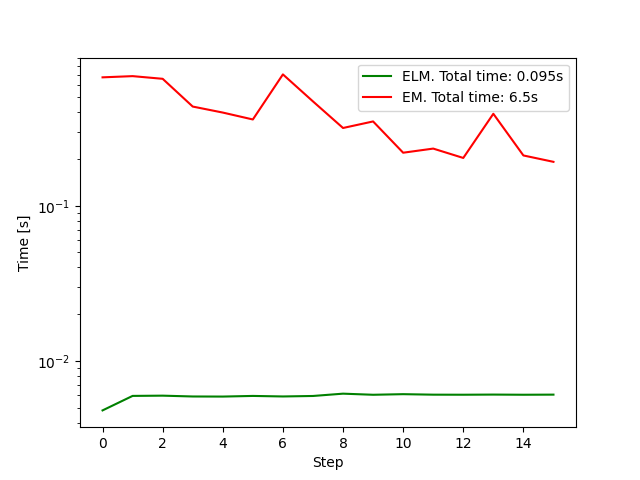 ELM. Total time: 0.095s
EM. Total time: 6.5s
Time [s]
10⁻¹
10⁻²
0 2 4 6 8 10 12 14
Step